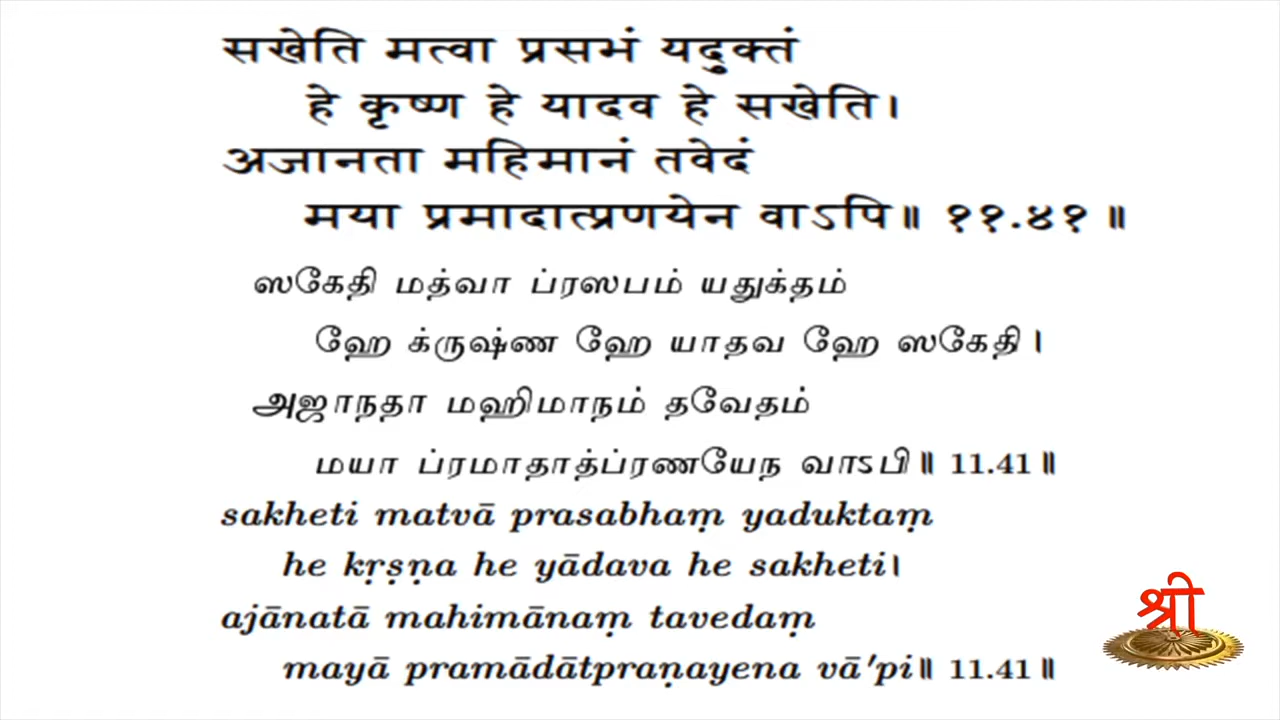 सखेति मत्वा प्रसभं यदुक्तं
हे कृष्ण हे यादव हे सखेति।
अजानता महिमानं तवेदं
मया प्रमादात्प्रणयेन वाऽपि॥ ११.४१॥
ஸகேதி மத்வா ப்ரஸபம் யதுக்தம்
ஹே க்ருஷ்ண ஹே யாதவ ஹே ஸகேதி।
அஜாநதா மஹிமாநம் தவேதம்
மயா ப்ரமாதாத்ப்ரணயேந வாऽபி॥ 11.41॥
sakheti matvā prasabhaṃ yaduktaṃ
he kṛṣṇa he yādava he sakheti।
ajānatā mahimānaṃ tavedaṃ
mayā pramādātpraṇayena vā'pi॥ 11.41॥
श्री